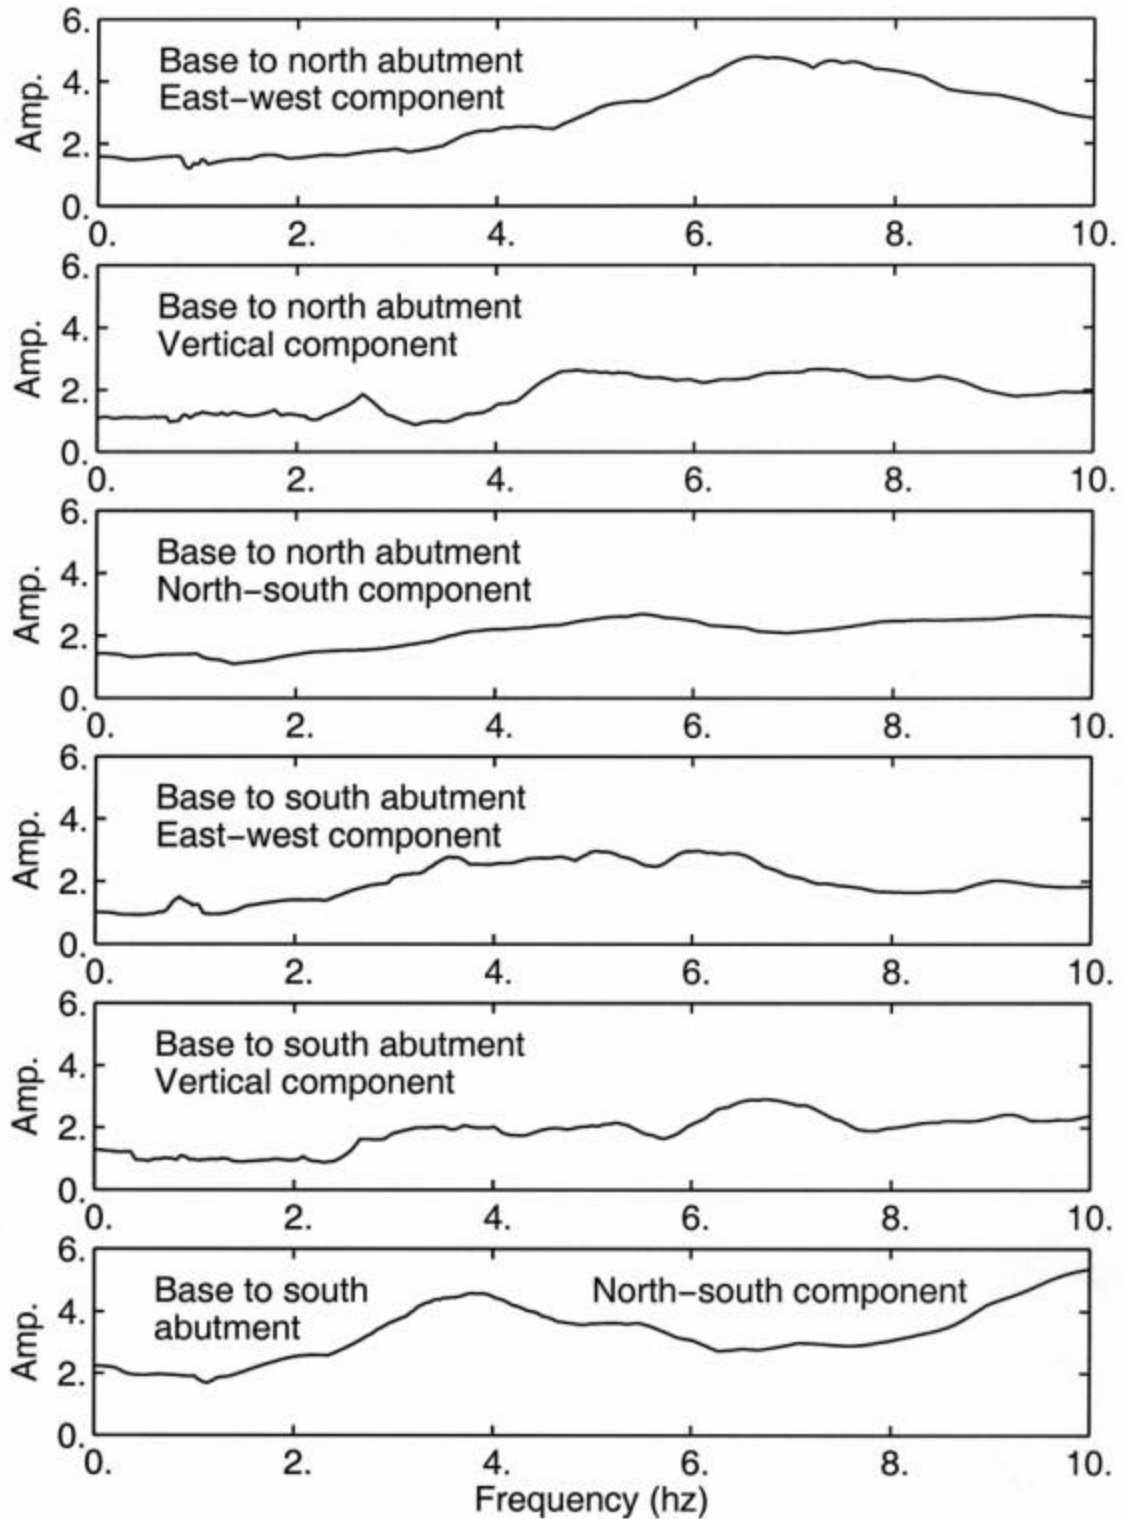 6.
Base to north abutment
4.
East-west component
Amp.
2.
0.
0. 2. 4. 6. 8. 10.
6.
Base to north abutment
4.
Vertical component
Amp.
2.
0.
0. 2. 4. 6. 8. 10.
6.
Base to north abutment
4.
North-south component
Amp.
2.
0.
0. 2. 4. 6. 8. 10.
6.
Base to south abutment
4.
East-west component
Amp.
2.
0.
0. 2. 4. 6. 8. 10.
6.
Base to south abutment
4.
Vertical component
Amp.
2.
0.
0. 2. 4. 6. 8. 10.
6.
Base to south North-south component
4.
abutment
Amp.
2.
0.
0. 2. 4. 6. 8. 10.
Frequency (hz)